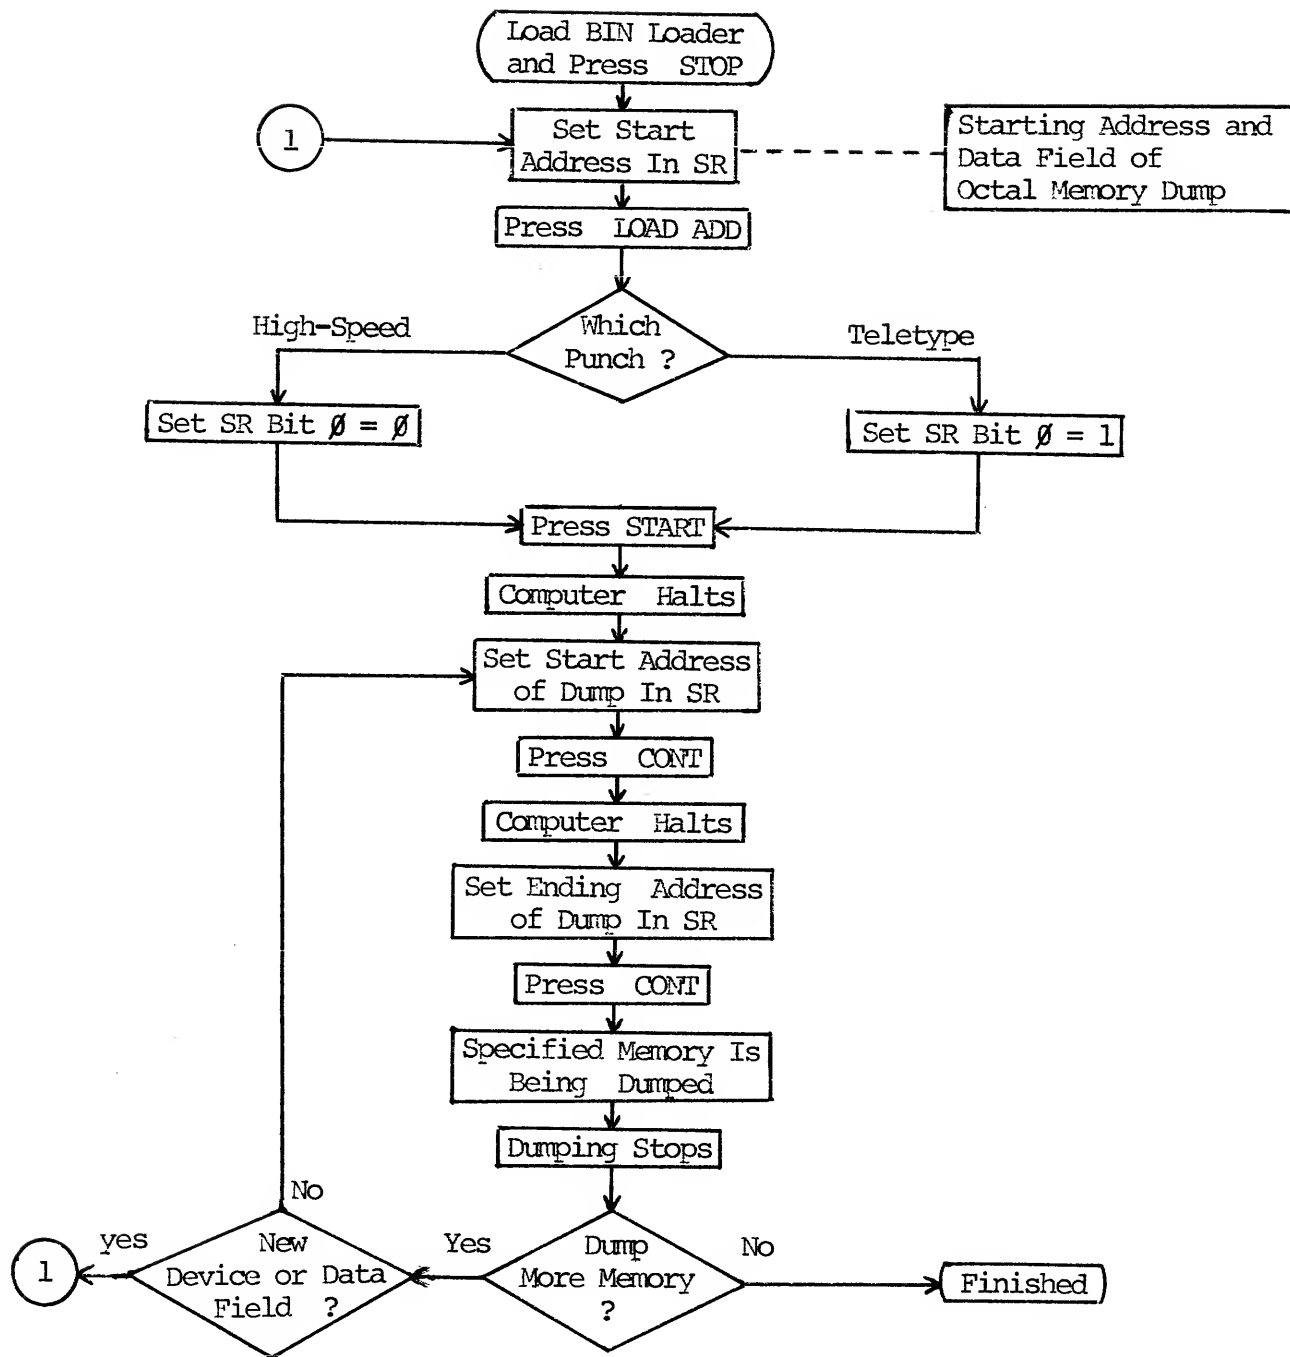 Load BIN Loader
and Press STOP
1
Set Start
Address In SR
Starting Address and
Data Field of
Octal Memory Dump
Press LOAD ADD
Which
Punch ?
High-Speed
Teletype
Set SR Bit Ø = Ø
Set SR Bit Ø = 1
Press START
Computer Halts
Set Start Address
of Dump In SR
Press CONT
Computer Halts
Set Ending Address
of Dump In SR
Press CONT
Specified Memory Is
Being Dumped
Dumping Stops
No
1
yes
New
Device or Data
Field ?
Yes
Dump
More Memory
?
No
Finished